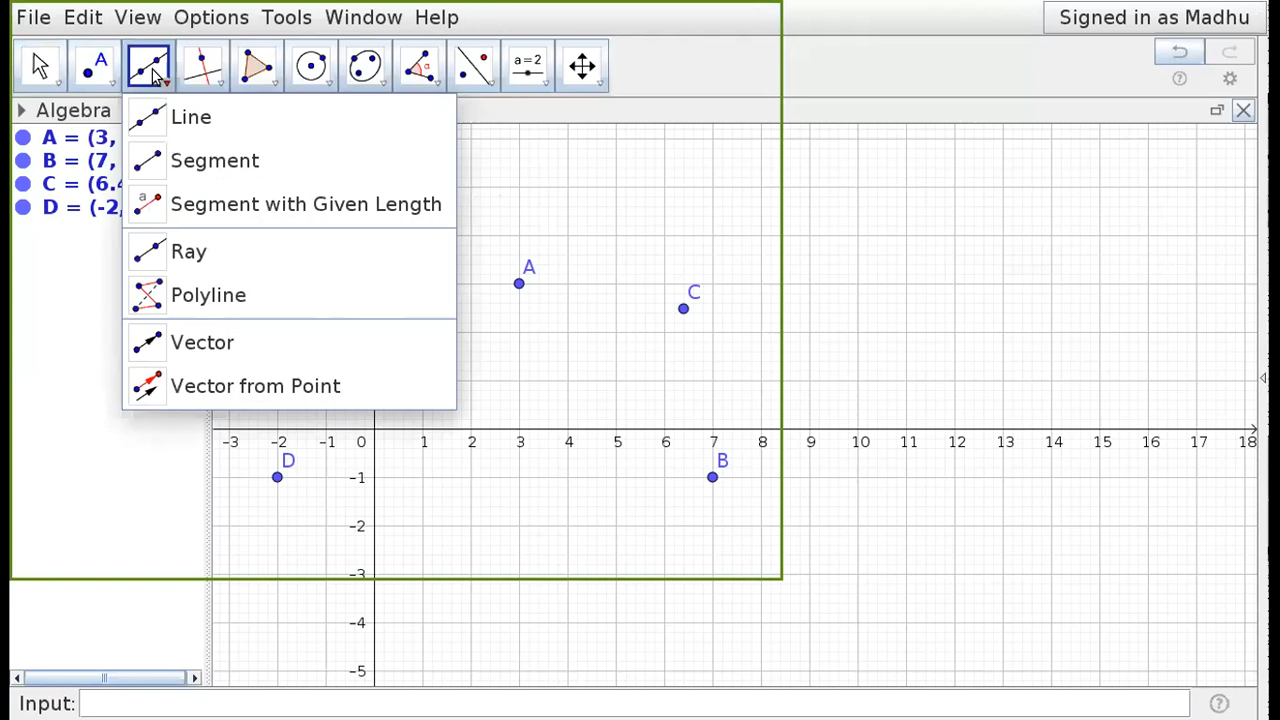 File Edit View Options Tools Window Help Signed in as Madhu
A α a=2
Algebra
A = (3,
B = (7,
C = (6.4
D = (-2,
Line
Segment
a Segment with Given Length
Ray
Polyline
Vector
Vector from Point
A
C
-3 -2 -1 0 1 2 3 4 5 6 7 8 9 10 11 12 13 14 15 16 17 18
D
B
-1
-2
-3
-4
-5
Input: